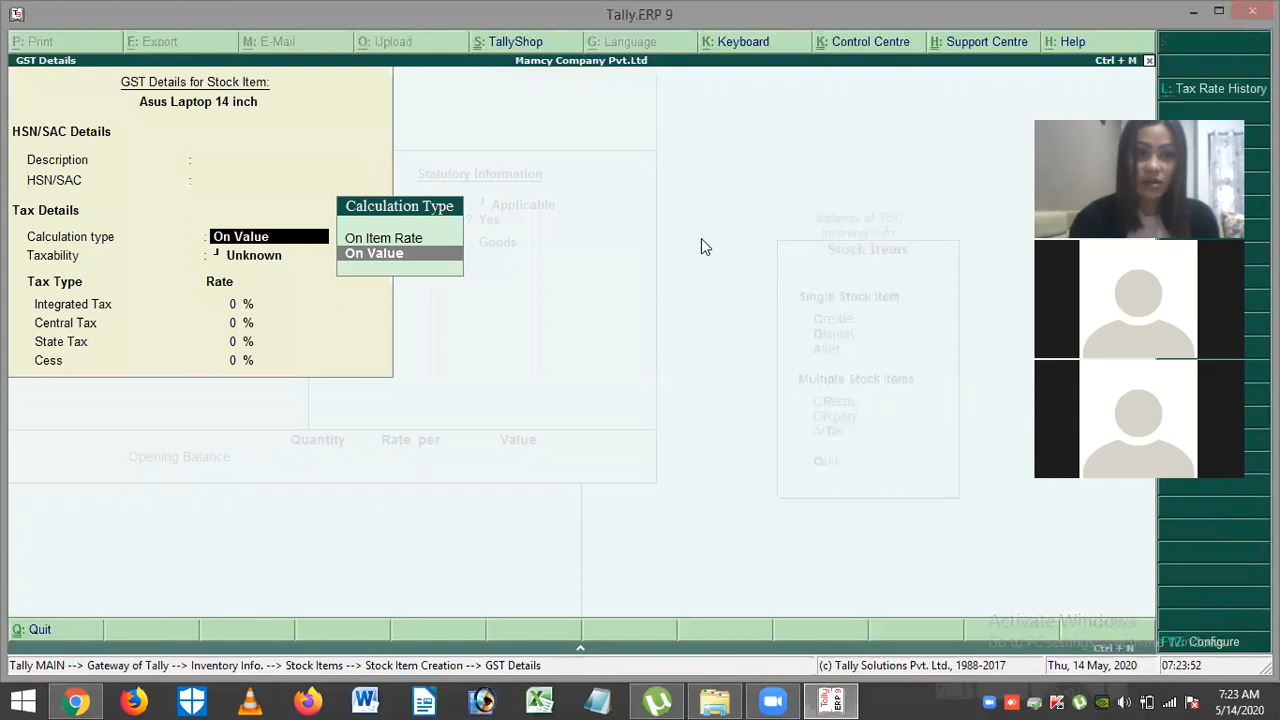 Tally.ERP 9
P: Print E: Export M: E-Mail O: Upload S: TallyShop G: Language K: Keyboard K: Control Centre H: Support Centre H: Help
GST Details Mamcy Company Pvt.Ltd Ctrl + M
L: Tax Rate History
GST Details for Stock Item:
Asus Laptop 14 inch
HSN/SAC Details
Description :
HSN/SAC :
Tax Details
Calculation type : On Value
Taxability : Unknown
Tax Type Rate
Integrated Tax 0 %
Central Tax 0 %
State Tax 0 %
Cess 0 %
Calculation Type
On Item Rate
On Value
Statutory Information
Applicable
? Yes
Goods
Quantity Rate per Value
Opening Balance :
Gateway of Tally
Inventory Info.
Stock Items
Single Stock Item
Create
Display
Alter
Multiple Stock Items
Create
Display
Alter
Quit
Activate Windows
F12: Configure
Q: Quit
Ctrl + N
Tally MAIN --> Gateway of Tally --> Inventory Info. --> Stock Items --> Stock Item Creation --> GST Details (c) Tally Solutions Pvt. Ltd., 1988-2017 Thu, 14 May, 2020 07:23:52
7:23 AM
5/14/2020